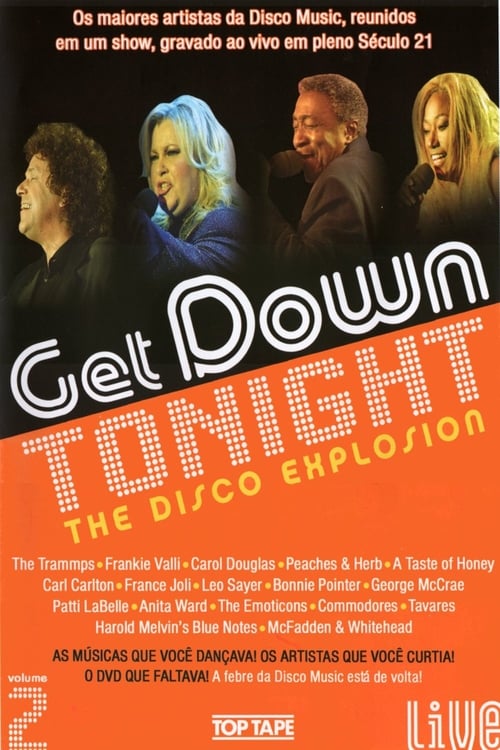 Os maiores artistas da Disco Music, reunidos
em um show, gravado ao vivo em pleno Século 21
Get Down
TONIGHT
THE DISCO EXPLOSION
The Trammps • Frankie Valli • Carol Douglas • Peaches & Herb • A Taste of Honey
Carl Carlton • France Joli • Leo Sayer • Bonnie Pointer • George McCrae
Patti LaBelle • Anita Ward • The Emoticons • Commodores • Tavares
Harold Melvin's Blue Notes • McFadden & Whitehead
AS MÚSICAS QUE VOCÊ DANÇAVA! OS ARTISTAS QUE VOCÊ CURTIA!
O DVD QUE FALTAVA! A febre da Disco Music está de volta!
volume
2
TOP TAPE
LIVE